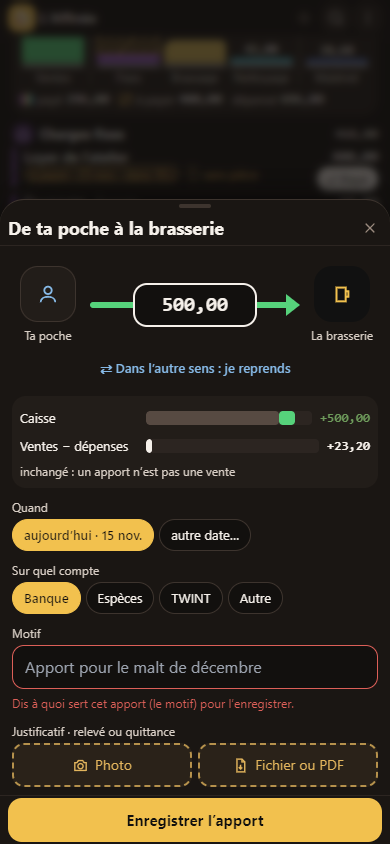 Charges fixes
De ta poche à la brasserie
500,00
Ta poche
La brasserie
⇄ Dans l'autre sens : je reprends
Caisse +500,00
Ventes − dépenses +23,20
inchangé : un apport n'est pas une vente
Quand
aujourd'hui · 15 nov. autre date...
Sur quel compte
Banque Espèces TWINT Autre
Motif
Apport pour le malt de décembre
Dis à quoi sert cet apport (le motif) pour l'enregistrer.
Justificatif · relevé ou quittance
Photo Fichier ou PDF
Enregistrer l'apport